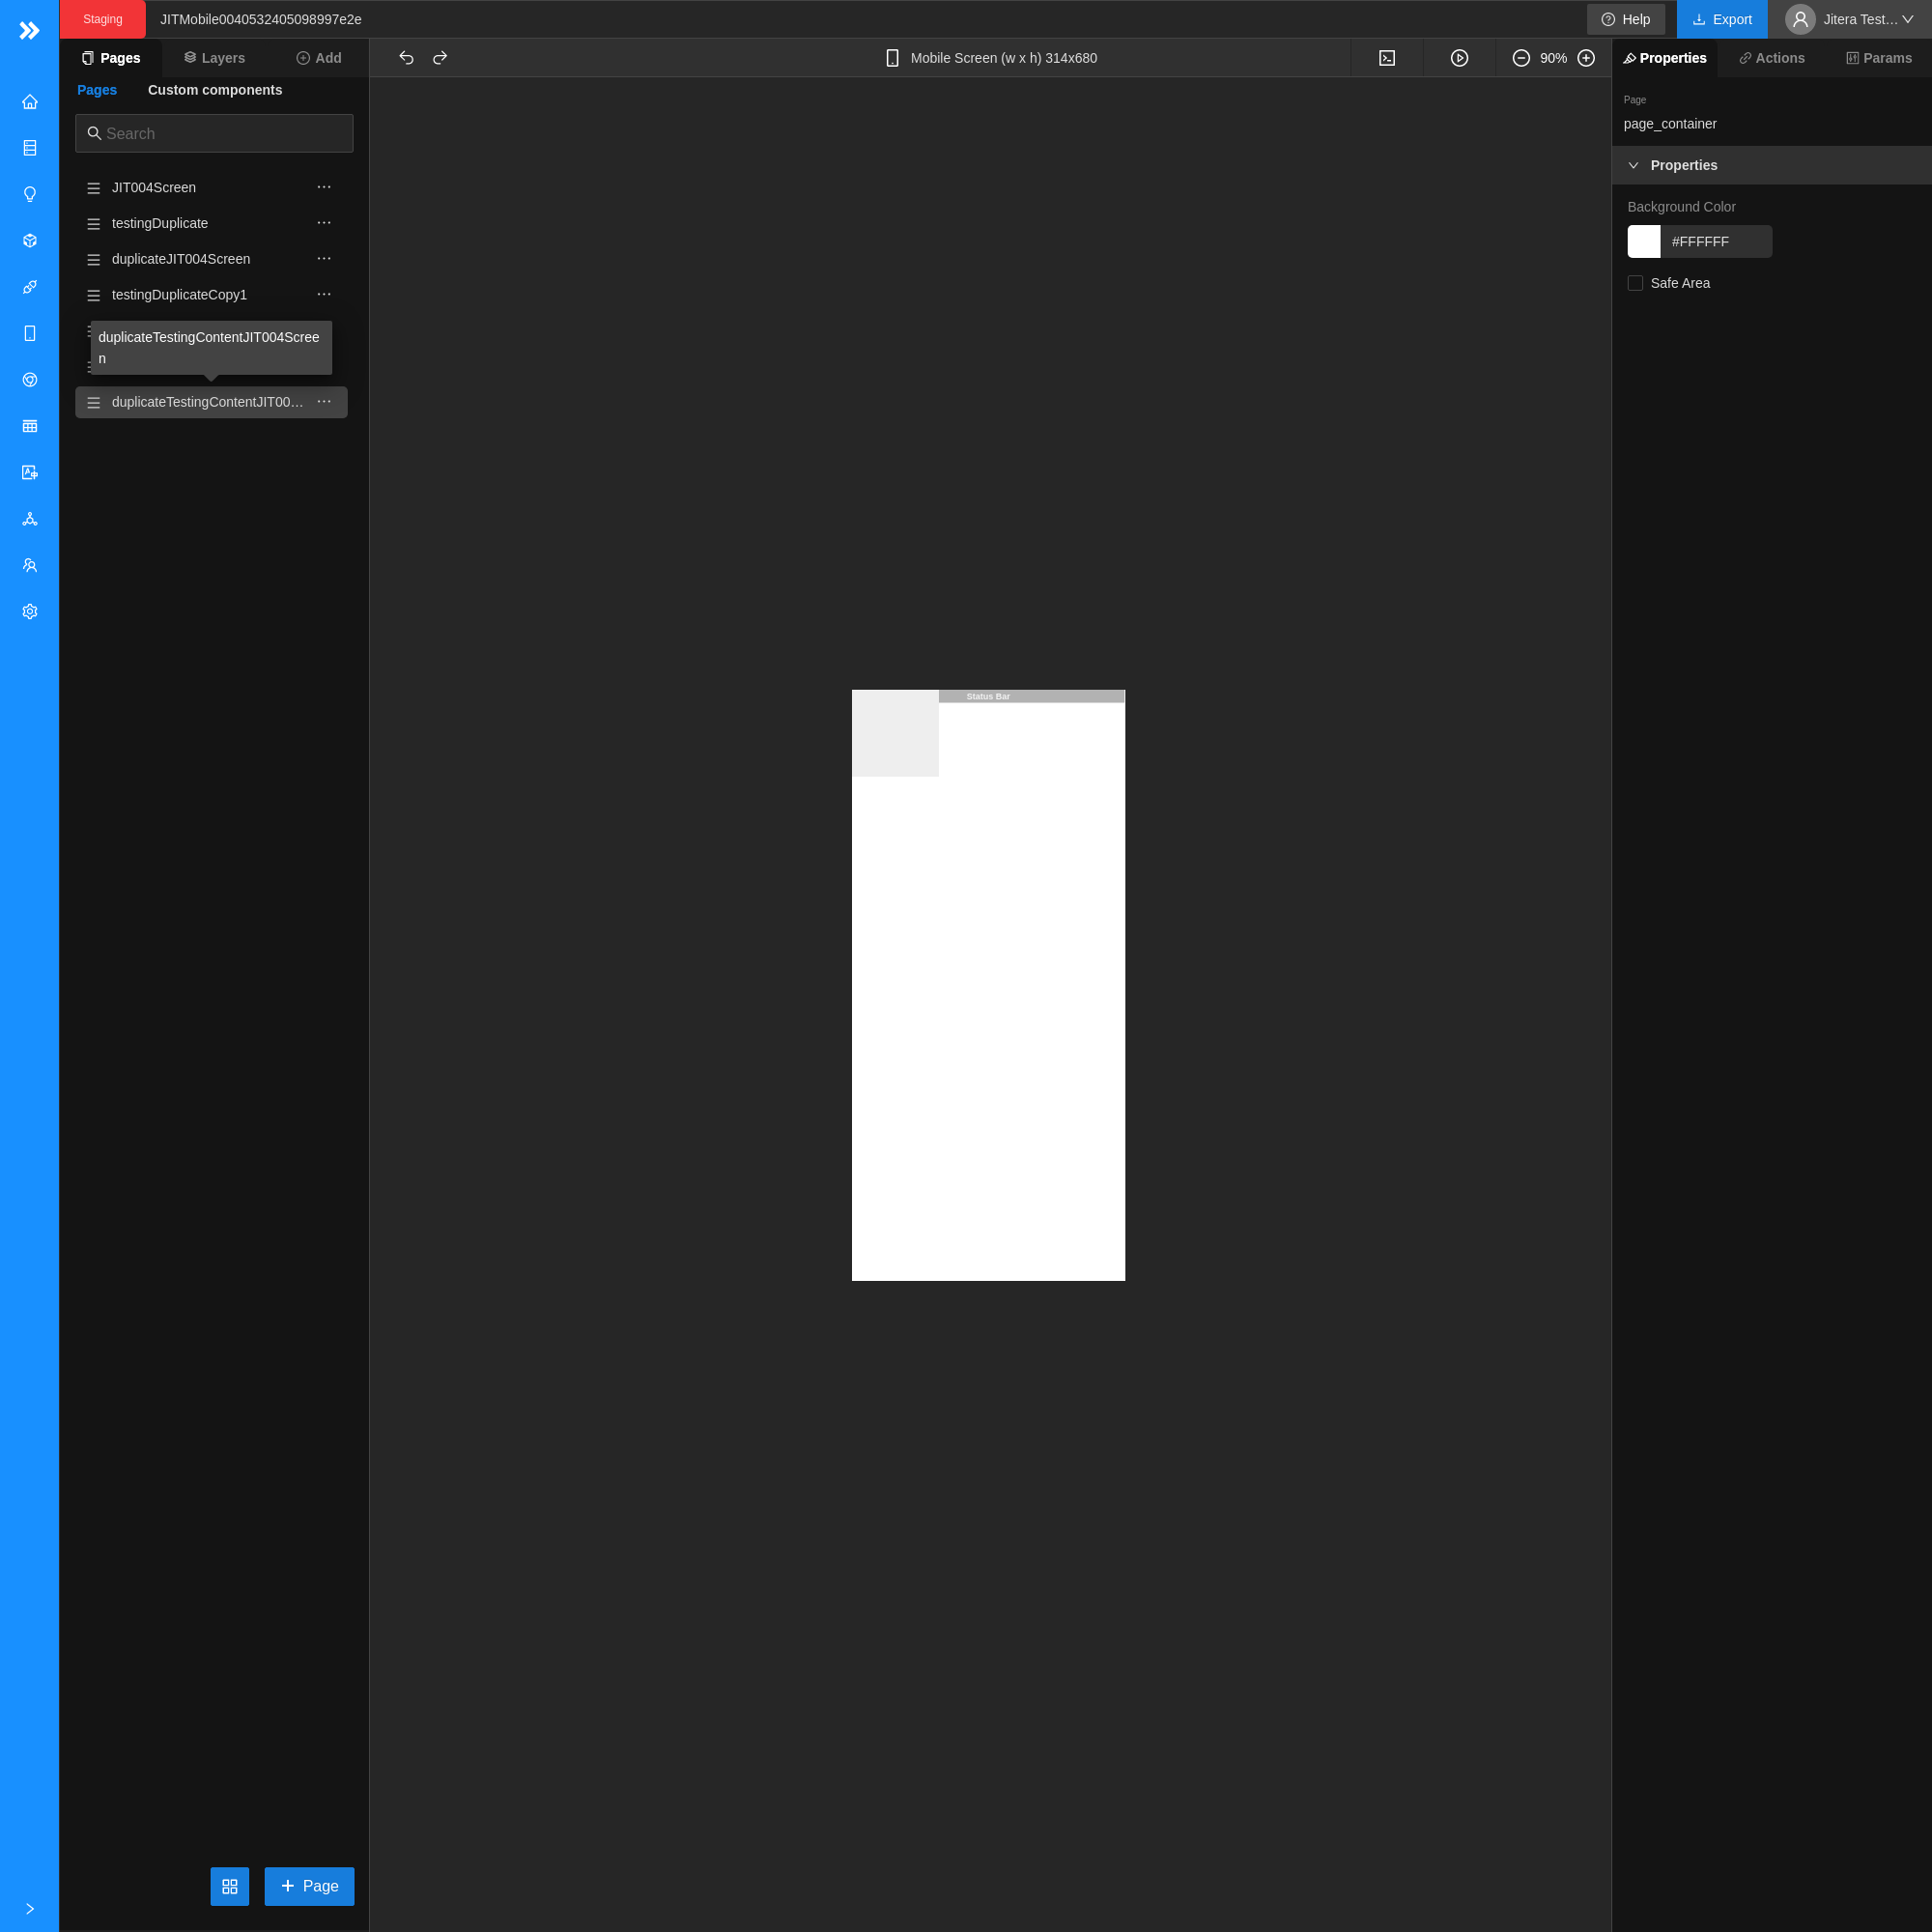 Staging
JITMobile0040532405098997e2e
Help
Export
Jitera Test…
Pages
Layers
Add
Mobile Screen (w x h) 314x680
90%
Properties
Actions
Params
Pages
Custom components
Search
JIT004Screen
testingDuplicate
duplicateJIT004Screen
testingDuplicateCopy1
duplicateTestingContentJIT004Scree
n
duplicateTestingContentJIT00…
Page
page_container
Properties
Background Color
#FFFFFF
Safe Area
Status Bar
Page